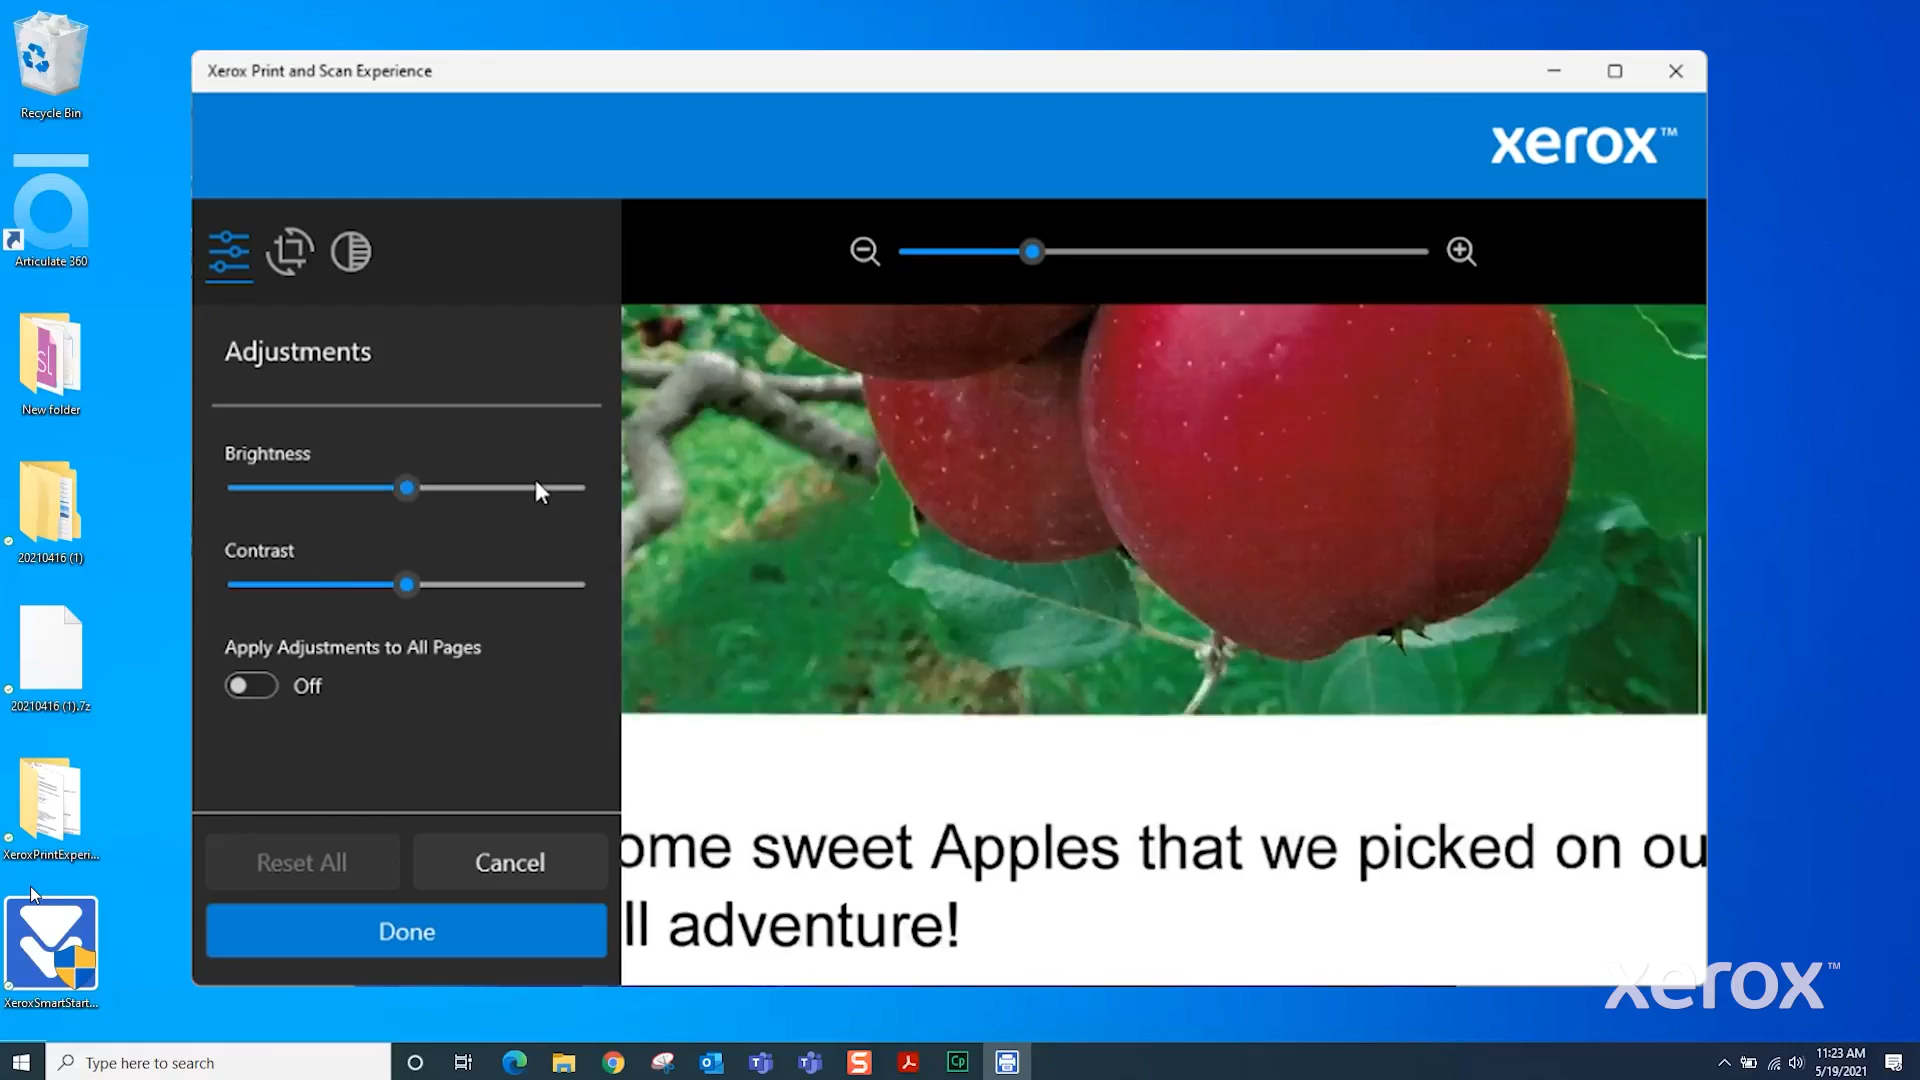 Recycle Bin
Articulate 360
New folder
20210416 (1)
20210416 (1).7z
XeroxPrintExperi...
XeroxSmartStart...
Xerox Print and Scan Experience
xerox™
Adjustments
Brightness
Contrast
Apply Adjustments to All Pages
Off
Reset All
Cancel
Done
ome sweet Apples that we picked on ou
ll adventure!
xerox™
Type here to search
11:23 AM
5/19/2021